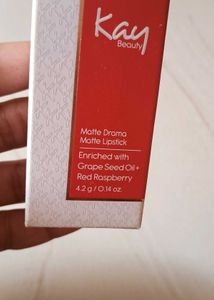 Kay
Beauty
Matte Drama
Matte Lipstick
Enriched with
Grape Seed Oil +
Red Raspberry
4.2 g / 0.14 oz.